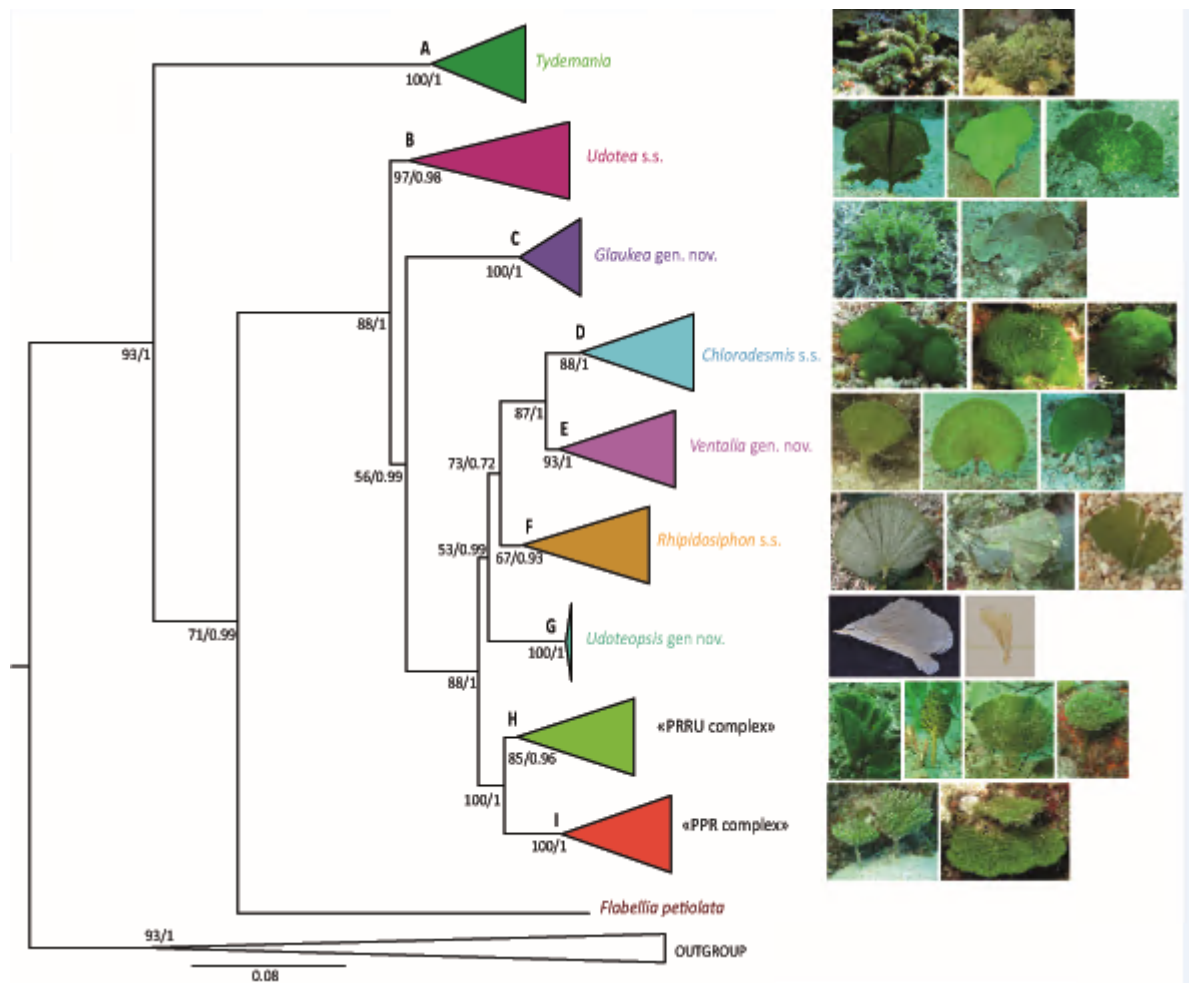 A
100/1
Tydemania
B
97/0.98
Udotea s.s.
C
100/1
Glaukea gen. nov.
88/1
D
88/1
Chlorodesmis s.s.
93/1
87/1
E
93/1
Ventalia gen. nov.
56/0.99
73/0.72
F
67/0.93
Rhipidosiphon s.s.
53/0.99
G
100/1
Udoteopsis gen nov.
71/0.99
88/1
H
85/0.96
«PRRU complex»
100/1
I
100/1
«PPR complex»
Flabellia petiolata
93/1
OUTGROUP
0.08